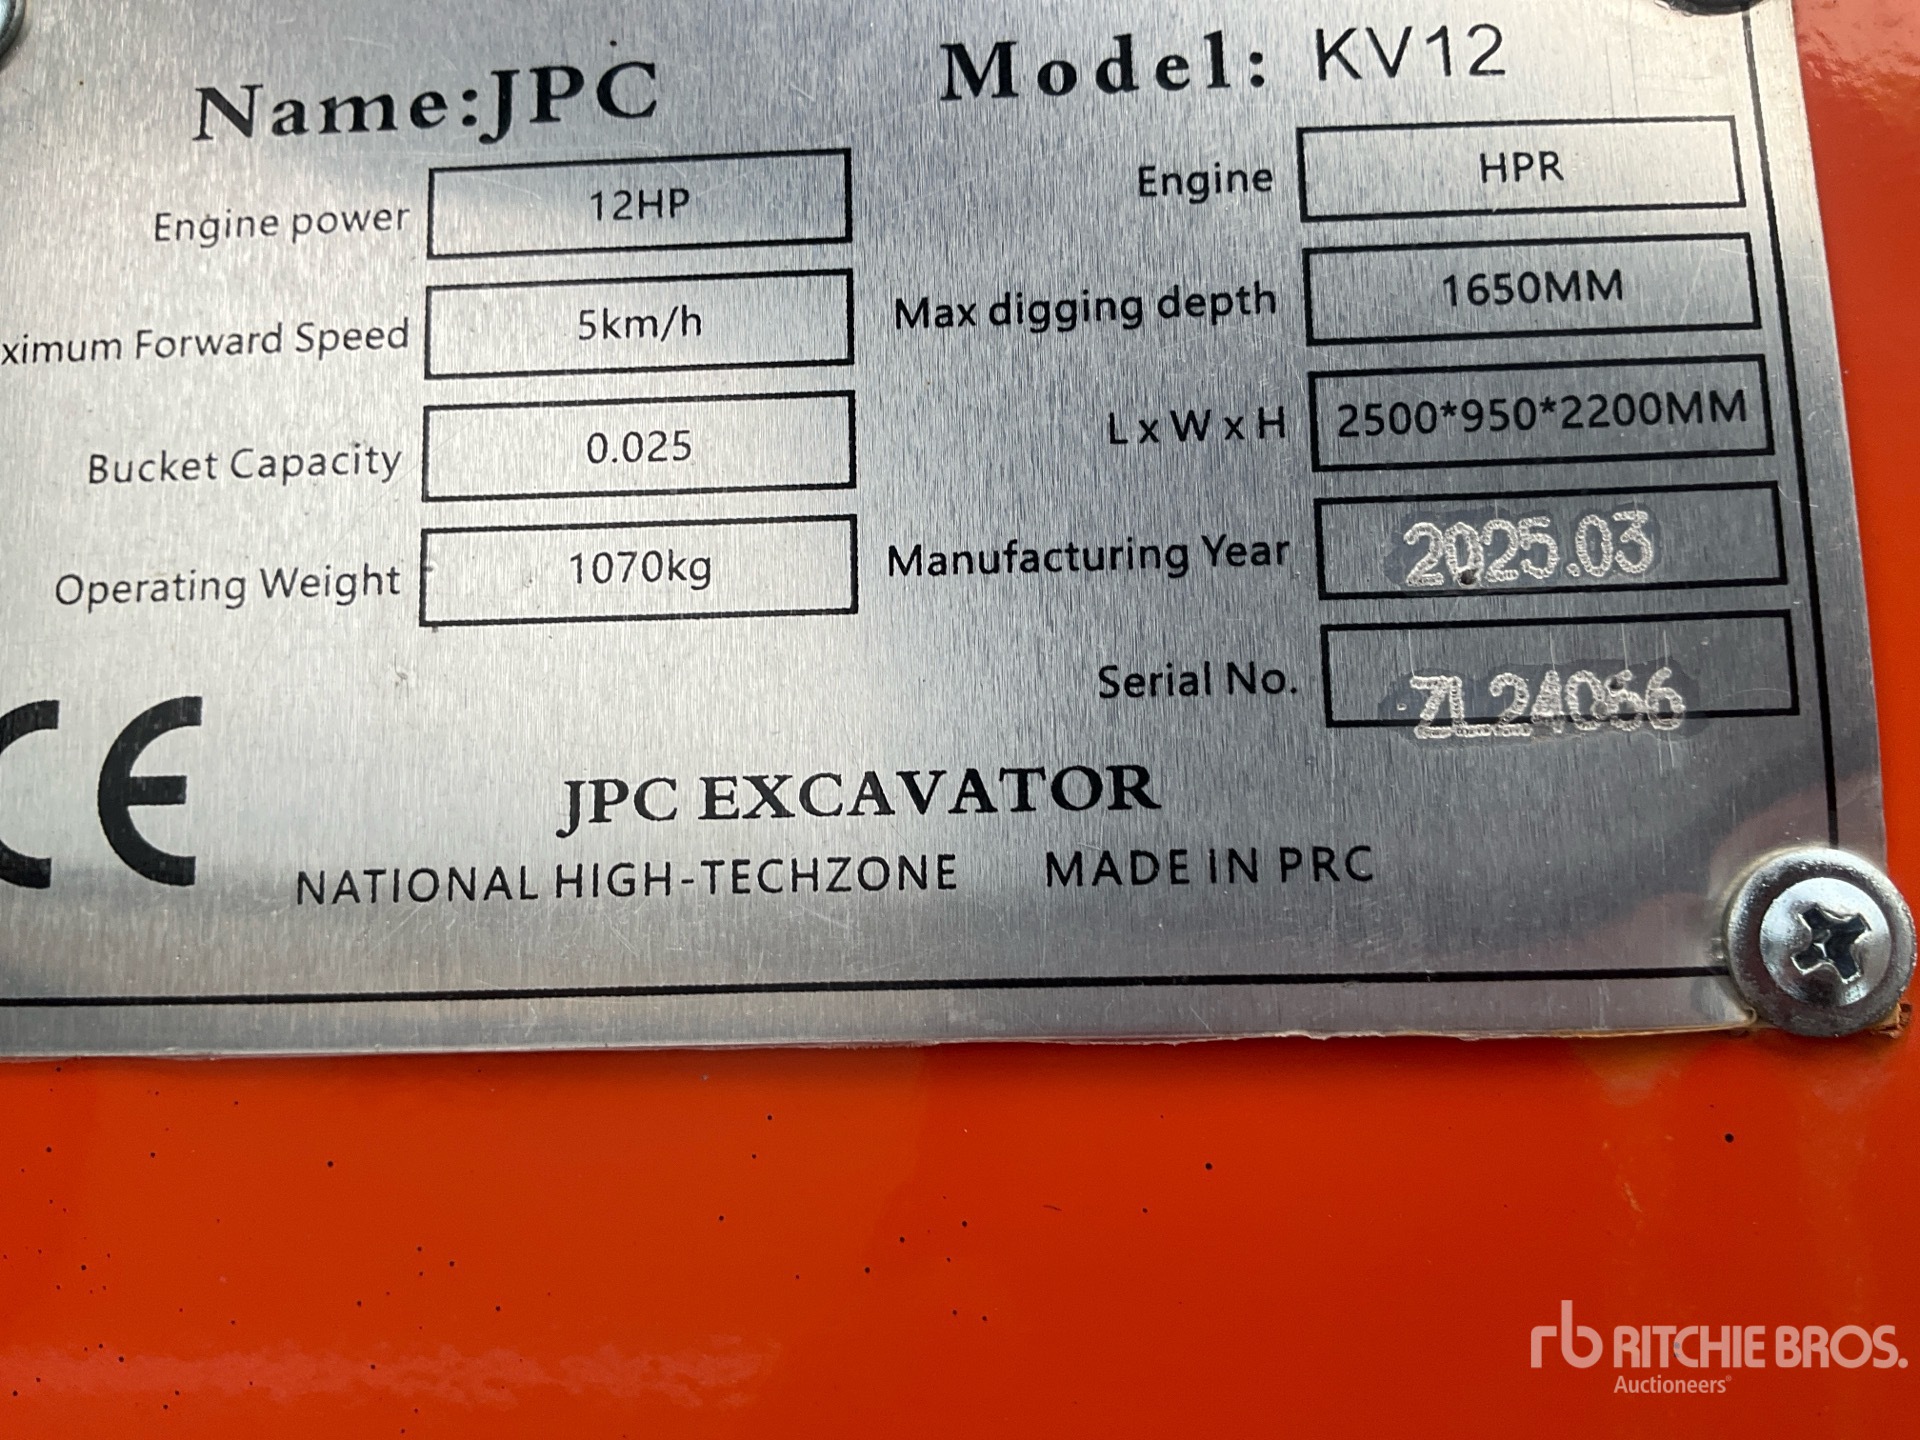 Name:JPC Model: KV12
Engine power 12HP Engine HPR
ximum Forward Speed 5km/h Max digging depth 1650MM
Bucket Capacity 0.025 L x W x H 2500*950*2200MM
Operating Weight 1070kg Manufacturing Year 2025.03
Serial No.
CE
JPC EXCAVATOR
NATIONAL HIGH-TECHZONE MADE IN PRC
rb RITCHIE BROS.
Auctioneers